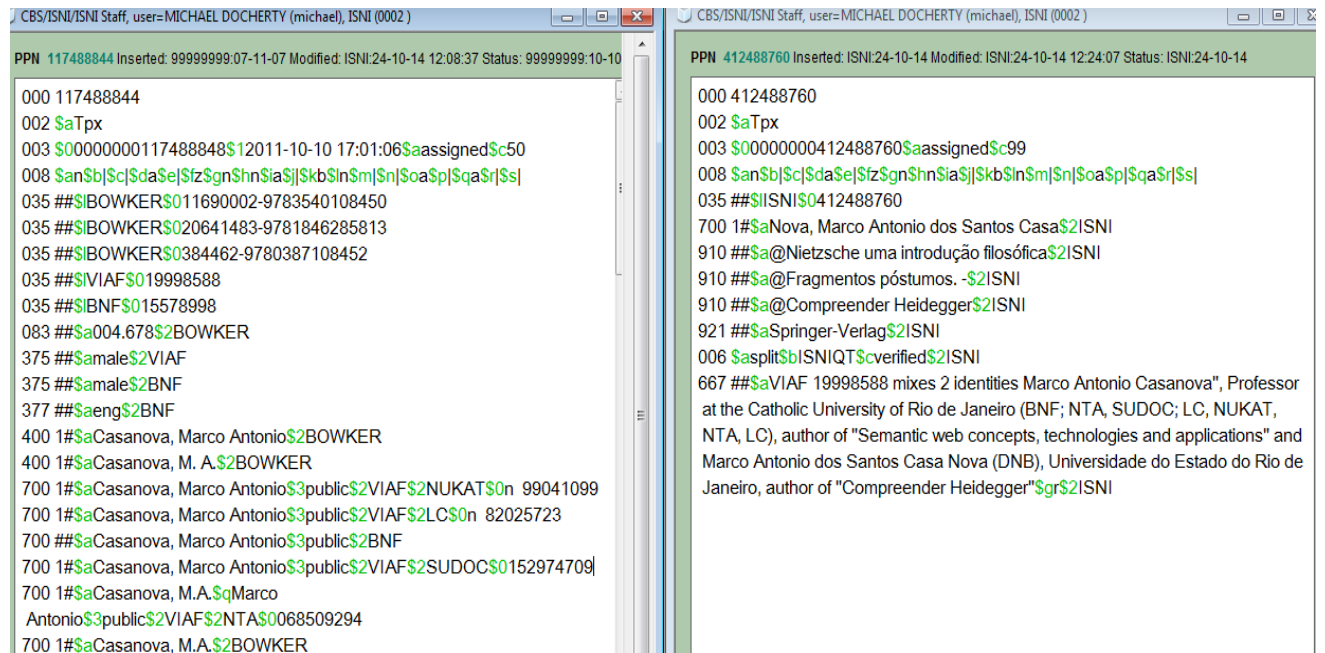 CBS/ISNI/ISNI Staff, user=MICHAEL DOCHERTY (michael), ISNI (0002 )
PPN 117488844 Inserted: 99999999:07-11-07 Modified: ISNI:24-10-14 12:08:37 Status: 99999999:10-10
000 117488844
002 $aTpx
003 $00000000117488848$12011-10-10 17:01:06$aassigned$c50
008 $an$b|$c|$da$e|$fz$gn$hn$ia$j|$kb$ln$m|$n|$oa$p|$qa$r|$s|
035 ##$lBOWKER$011690002-9783540108450
035 ##$lBOWKER$020641483-9781846285813
035 ##$lBOWKER$0384462-9780387108452
035 ##$lVIAF$019998588
035 ##$lBNF$015578998
083 ##$a004.678$2BOWKER
375 ##$amale$2VIAF
375 ##$amale$2BNF
377 ##$aeng$2BNF
400 1#$aCasanova, Marco Antonio$2BOWKER
400 1#$aCasanova, M. A.$2BOWKER
700 1#$aCasanova, Marco Antonio$3public$2VIAF$2NUKAT$0n 99041099
700 1#$aCasanova, Marco Antonio$3public$2VIAF$2LC$0n 82025723
700 ##$aCasanova, Marco Antonio$3public$2BNF
700 1#$aCasanova, Marco Antonio$3public$2VIAF$2SUDOC$0152974709
700 1#$aCasanova, M.A.$qMarco
Antonio$3public$2VIAF$2NTA$0068509294
700 1#$aCasanova, M.A.$2BOWKER
CBS/ISNI/ISNI Staff, user=MICHAEL DOCHERTY (michael), ISNI (0002 )
PPN 412488760 Inserted: ISNI:24-10-14 Modified: ISNI:24-10-14 12:24:07 Status: ISNI:24-10-14
000 412488760
002 $aTpx
003 $00000000412488760$aassigned$c99
008 $an$b|$c|$da$e|$fz$gn$hn$ia$j|$kb$ln$m|$n|$oa$p|$qa$r|$s|
035 ##$lISNI$0412488760
700 1#$aNova, Marco Antonio dos Santos Casa$2ISNI
910 ##$a@Nietzsche uma introdução filosófica$2ISNI
910 ##$a@Fragmentos póstumos. -$2ISNI
910 ##$a@Compreender Heidegger$2ISNI
921 ##$aSpringer-Verlag$2ISNI
006 $asplit$bISNIQT$cverified$2ISNI
667 ##$aVIAF 19998588 mixes 2 identities Marco Antonio Casanova", Professor
at the Catholic University of Rio de Janeiro (BNF; NTA, SUDOC; LC, NUKAT,
NTA, LC), author of "Semantic web concepts, technologies and applications" and
Marco Antonio dos Santos Casa Nova (DNB), Universidade do Estado do Rio de
Janeiro, author of "Compreender Heidegger"$gr$2ISNI